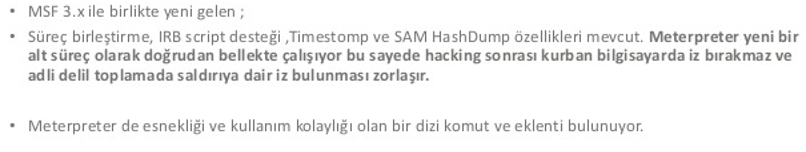 • MSF 3.x ile birlikte yeni gelen ;
• Süreç birleştirme, IRB script desteği ,Timestomp ve SAM HashDump özellikleri mevcut. Meterpreter yeni bir
alt süreç olarak doğrudan bellekte çalışıyor bu sayede hacking sonrası kurban bilgisayarda iz bırakmaz ve
adli delil toplamada saldırıya dair iz bulunması zorlaşır.
• Meterpreter de esnekliği ve kullanım kolaylığı olan bir dizi komut ve eklenti bulunuyor.